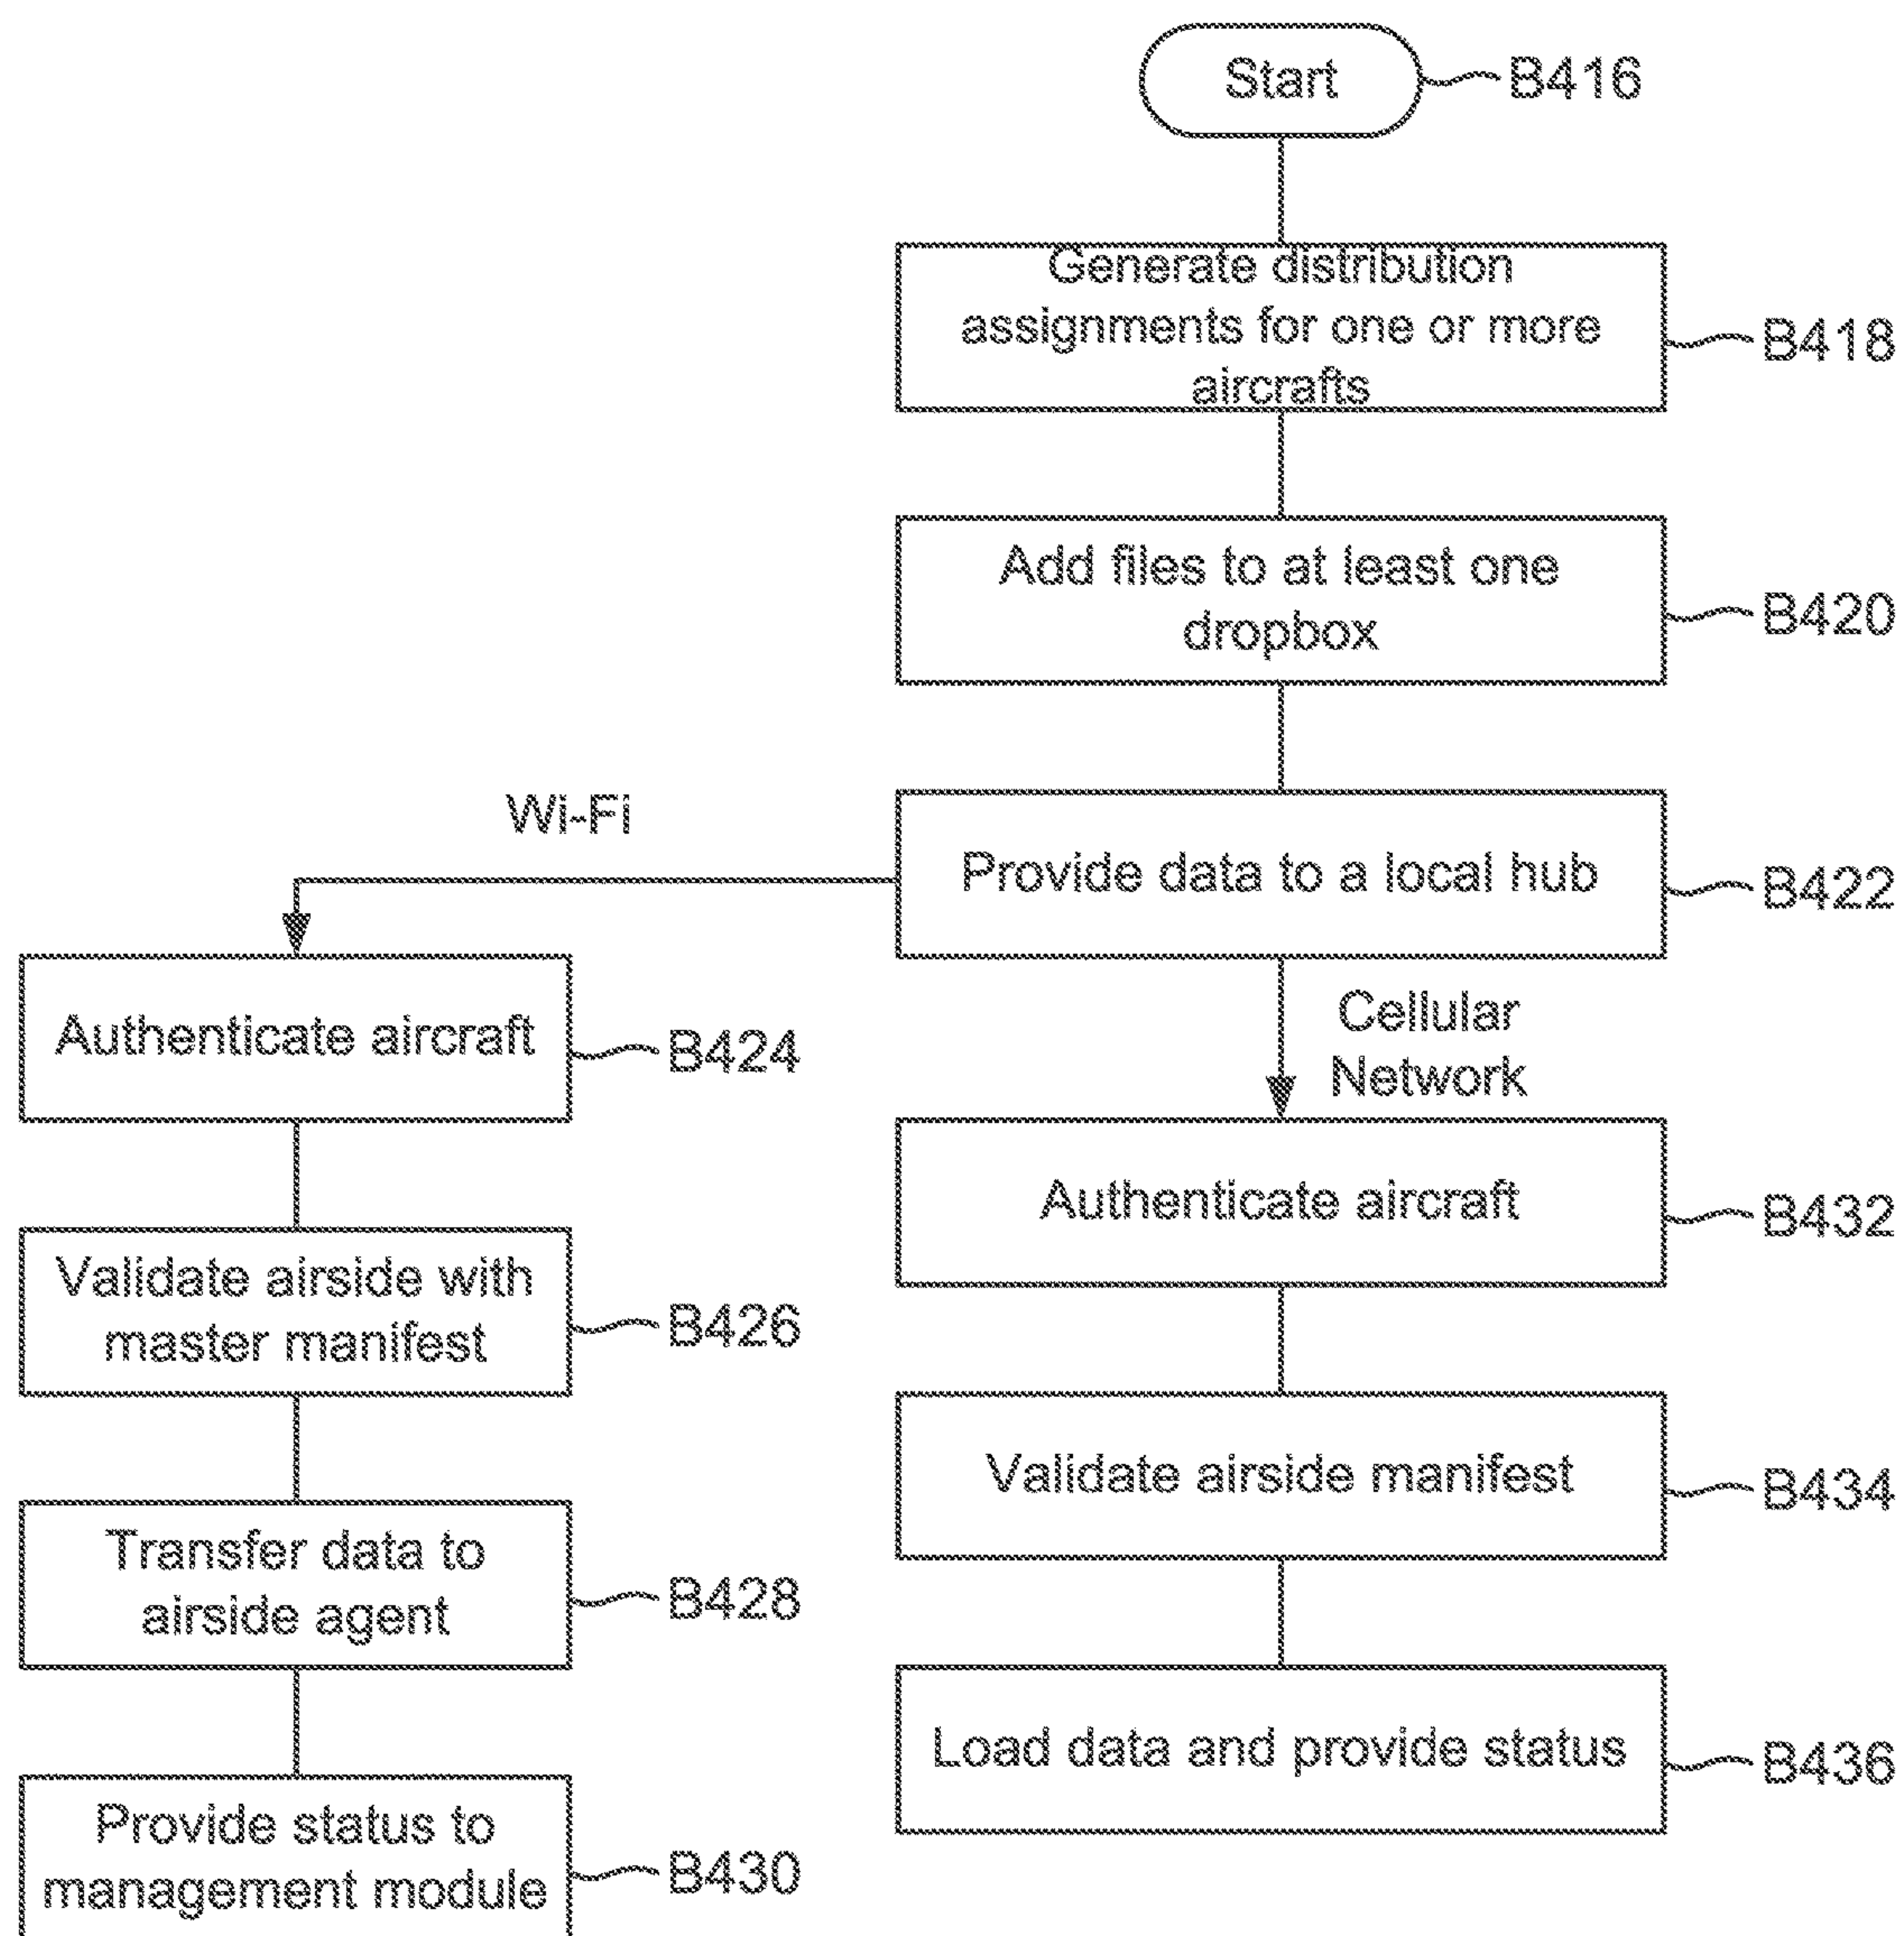 Start
B416
Generate distribution
assignments for one or more
aircrafts
B418
Add files to at least one
dropbox
B420
Provide data to a local hub
B422
Wi-Fi
Authenticate aircraft
B424
Validate airside with
master manifest
B426
Transfer data to
airside agent
B428
Provide status to
management module
B430
Cellular
Network
Authenticate aircraft
B432
Validate airside manifest
B434
Load data and provide status
B436